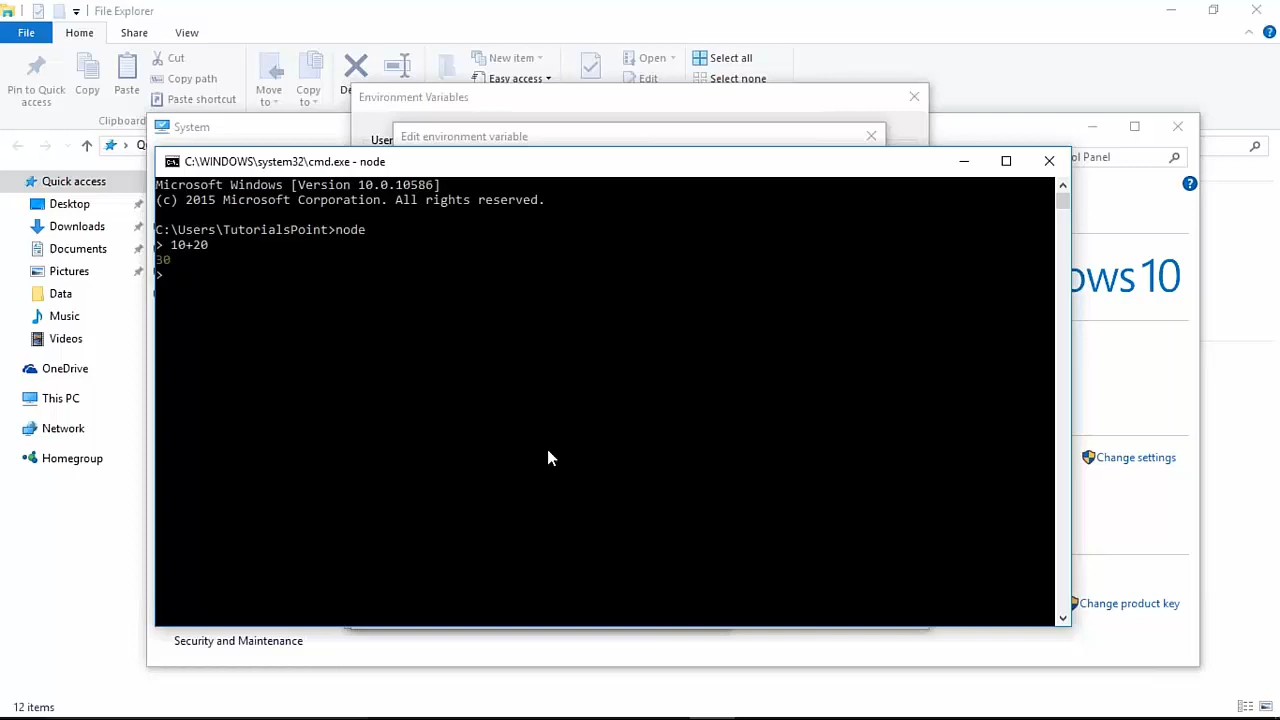 File Explorer
File Home Share View
Pin to Quick access
Copy
Paste
Cut
Copy path
Paste shortcut
Clipboard
Move to
Copy to
New item
Easy access
Open
Edit
Select all
Select none
Environment Variables
User
Edit environment variable
System
ol Panel
C:\WINDOWS\system32\cmd.exe - node
Microsoft Windows [Version 10.0.10586]
(c) 2015 Microsoft Corporation. All rights reserved.
C:\Users\TutorialsPoint>node
> 10+20
30
>
Quick access
Desktop
Downloads
Documents
Pictures
Data
Music
Videos
OneDrive
This PC
Network
Homegroup
ows 10
Change settings
Change product key
Security and Maintenance
12 items